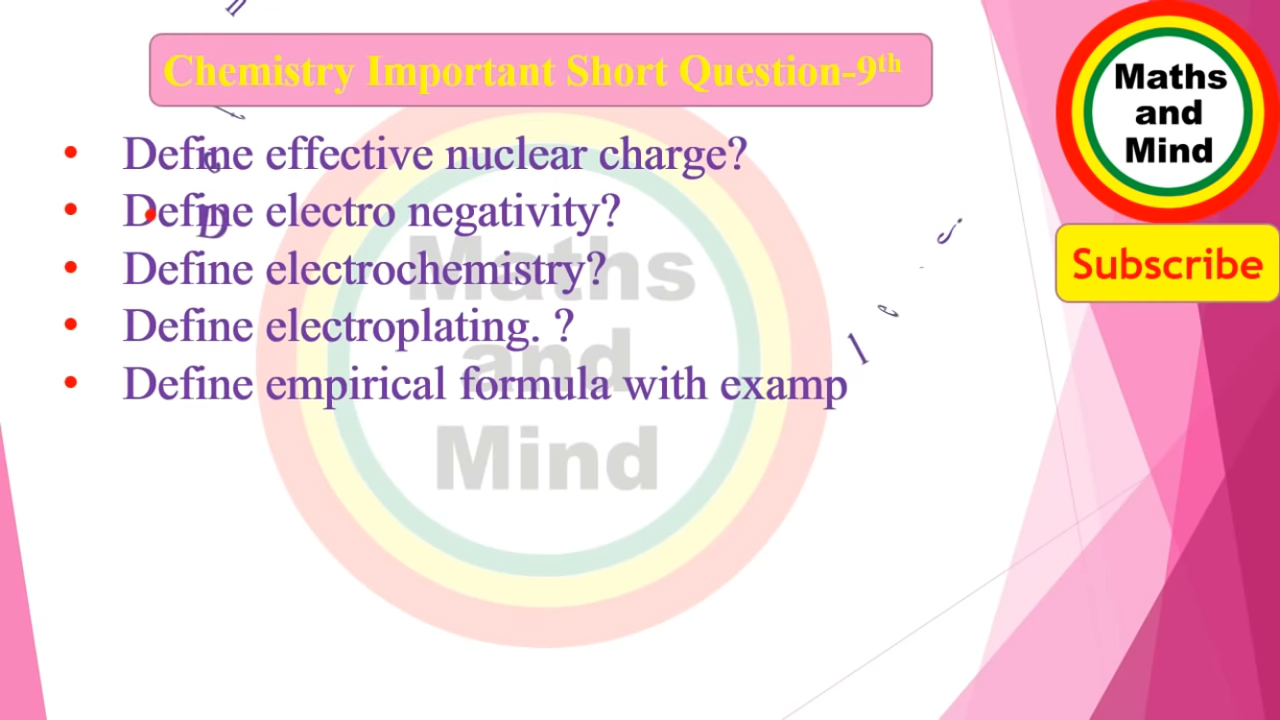 Chemistry Important Short Question-9th
• Define effective nuclear charge?
• Define electro negativity?
• Define electrochemistry?
• Define electroplating. ?
• Define empirical formula with examp
l e s .
Maths
and
Mind
Subscribe
Maths
and
Mind